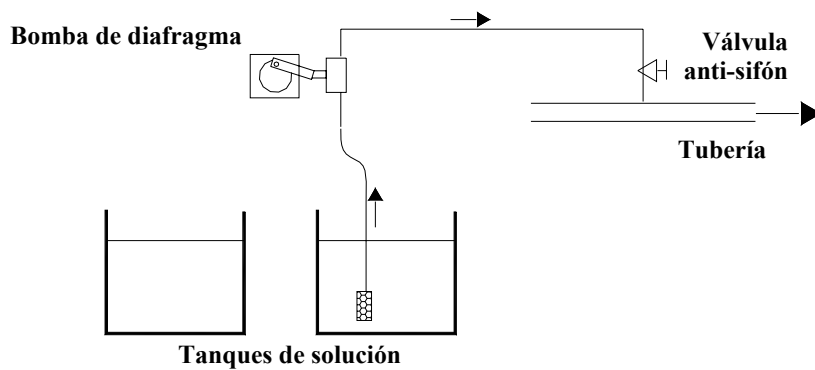 Bomba de diafragma
Válvula
anti-sifón
Tubería
Tanques de solución